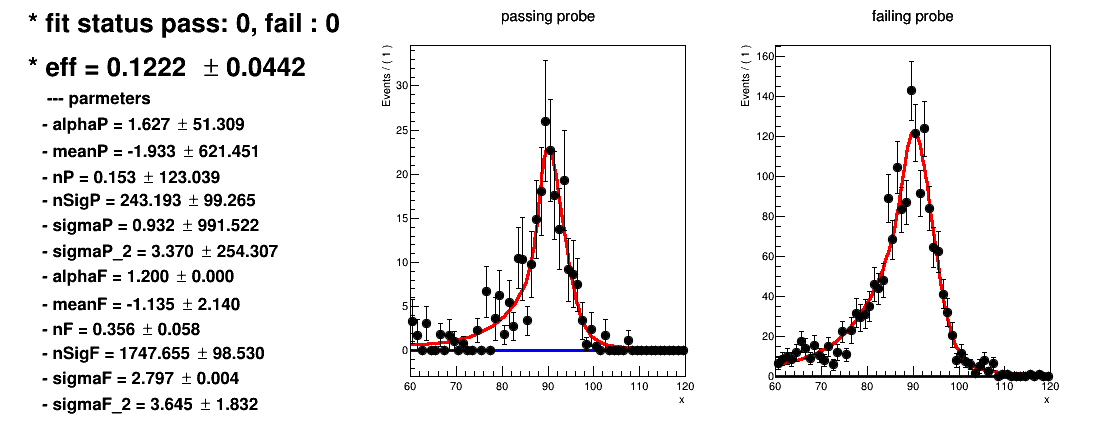 * fit status pass: 0, fail : 0
* eff = 0.1222 ± 0.0442
--- parmeters
- alphaP = 1.627 ± 51.309
- meanP = -1.933 ± 621.451
- nP = 0.153 ± 123.039
- nSigP = 243.193 ± 99.265
- sigmaP = 0.932 ± 991.522
- sigmaP_2 = 3.370 ± 254.307
- alphaF = 1.200 ± 0.000
- meanF = -1.135 ± 2.140
- nF = 0.356 ± 0.058
- nSigF = 1747.655 ± 98.530
- sigmaF = 2.797 ± 0.004
- sigmaF_2 = 3.645 ± 1.832
passing probe
Events / ( 1 )
30
25
20
15
10
5
0
60 70 80 90 100 110 120
x
failing probe
Events / ( 1 )
160
140
120
100
80
60
40
20
0
60 70 80 90 100 110 120
x